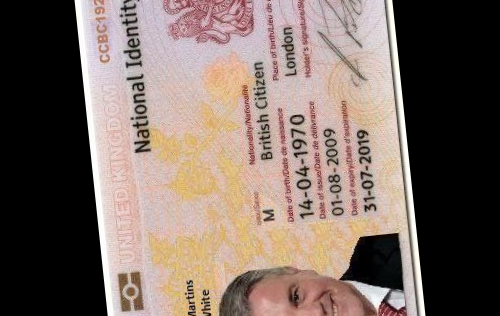 CCBC192
UNITED KINGDOM
National Identity
Martins
White
Sex/Sexe
M
Nationality/Nationalité
British Citizen
Place of birth/Lieu de
London
Date of birth/Date de naissance
14-04-1970
Holder's signature/Si
Date of issue/Date de délivrance
01-08-2009
Date of expiry/Date d'expiration
31-07-2019